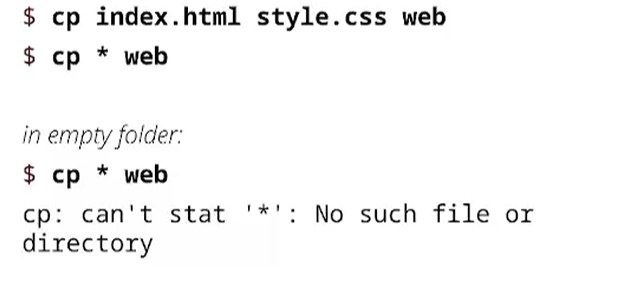 $ cp index.html style.css web
$ cp * web
in empty folder:
$ cp * web
cp: can't stat '*': No such file or
directory